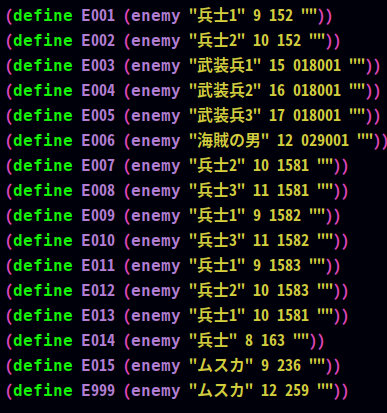 (define E001 (enemy "兵士1" 9 152 ""))
(define E002 (enemy "兵士2" 10 152 ""))
(define E003 (enemy "武装兵1" 15 018001 ""))
(define E004 (enemy "武装兵2" 16 018001 ""))
(define E005 (enemy "武装兵3" 17 018001 ""))
(define E006 (enemy "海賊の男" 12 029001 ""))
(define E007 (enemy "兵士2" 10 1581 ""))
(define E008 (enemy "兵士3" 11 1581 ""))
(define E009 (enemy "兵士1" 9 1582 ""))
(define E010 (enemy "兵士3" 11 1582 ""))
(define E011 (enemy "兵士1" 9 1583 ""))
(define E012 (enemy "兵士2" 10 1583 ""))
(define E013 (enemy "兵士1" 10 1581 ""))
(define E014 (enemy "兵士" 8 163 ""))
(define E015 (enemy "ムスカ" 9 236 ""))
(define E999 (enemy "ムスカ" 12 259 ""))